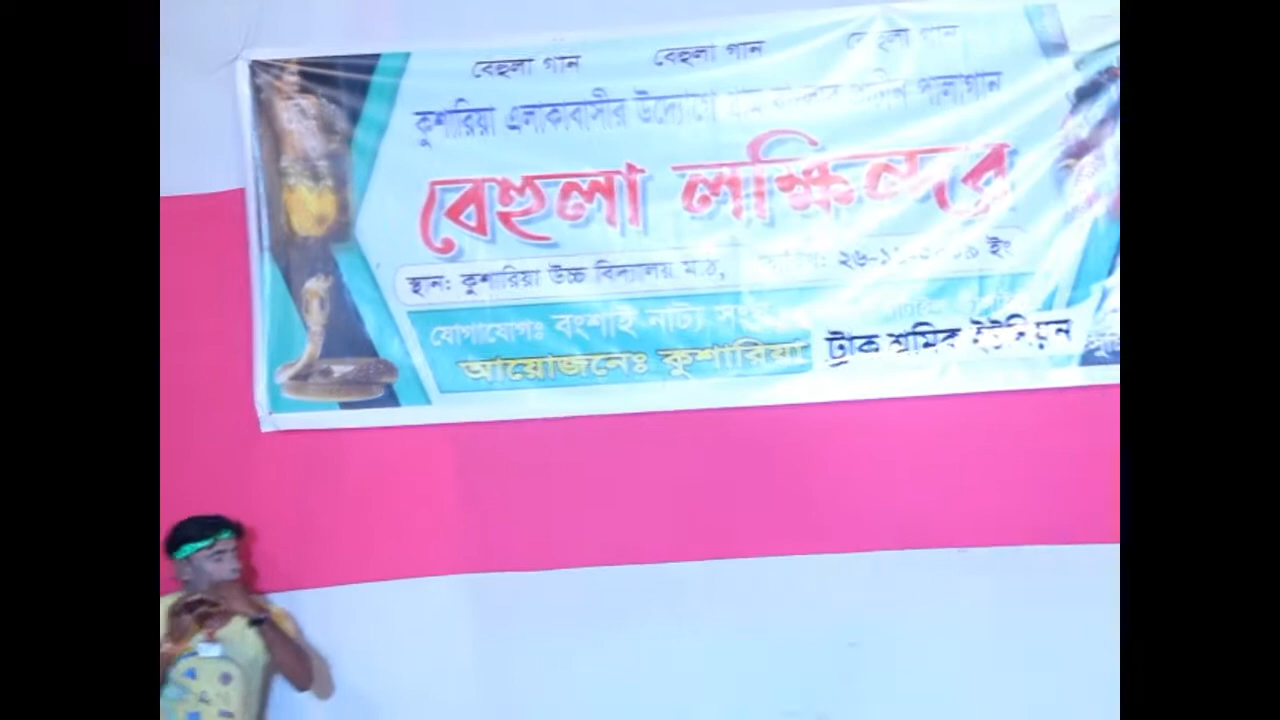 বেহুলা গান বেহুলা গান বেহুলা গান
কুশারিয়া এলাকাবাসীর উদ্যোগে পালাগান
বেহুলা লক্ষিন্দর
স্থান: কুশারিয়া উচ্চ বিদ্যালয় মাঠ, ইং
যোগাযোগঃ বংশাই নাট্য
আয়োজনেঃ কুশারিয়া ট্রাক শ্রমিক ইউনিয়ন